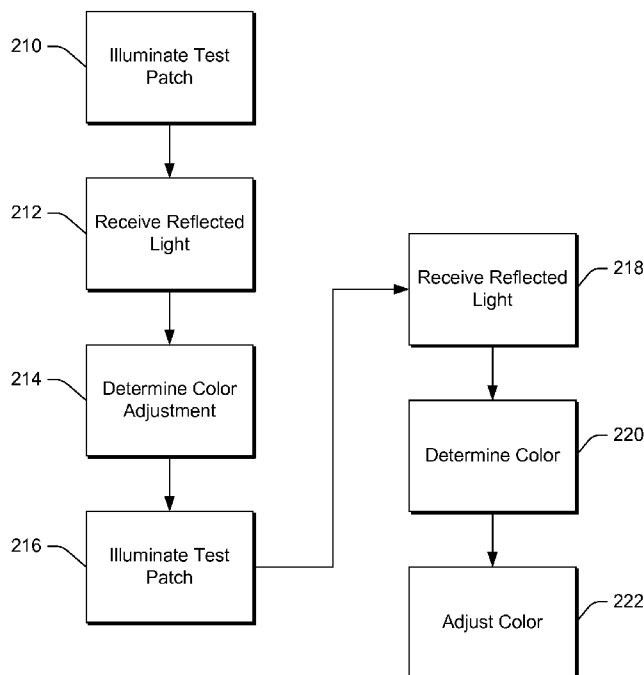 210
Illuminate Test
Patch
212
Receive Reflected
Light
214
Determine Color
Adjustment
216
Illuminate Test
Patch
218
Receive Reflected
Light
220
Determine Color
222
Adjust Color